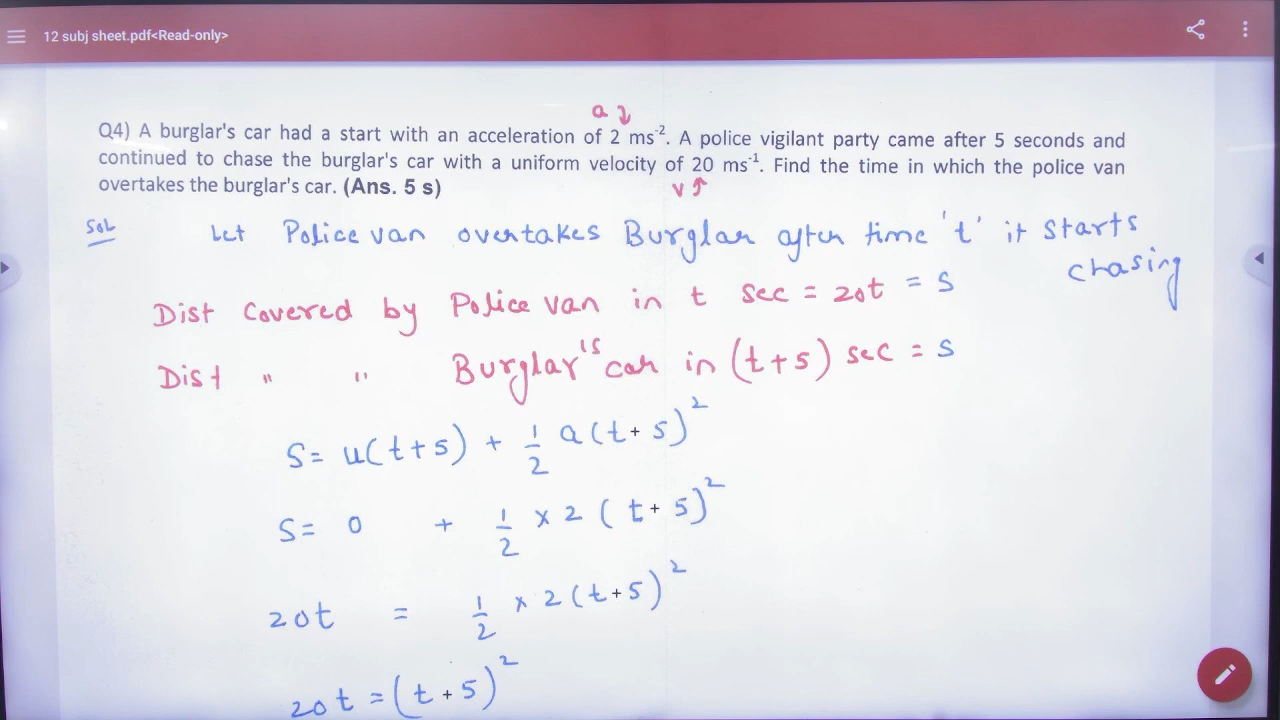 12 subj sheet.pdf<Read-only>
a ↓
Q4) A burglar's car had a start with an acceleration of 2 ms⁻². A police vigilant party came after 5 seconds and
continued to chase the burglar's car with a uniform velocity of 20 ms⁻¹. Find the time in which the police van
overtakes the burglar's car. (Ans. 5 s)
v ↑
Sol Let Police van overtakes Burglar after time 't' it starts
chasing
Dist covered by Police van in t sec = 20t = S
Dist " " Burglar's car in (t+5) sec = S
S = u(t+5) + 1/2 a(t+5)²
S = 0 + 1/2 × 2 (t+5)²
20t = 1/2 × 2 (t+5)²
20t = (t+5)²